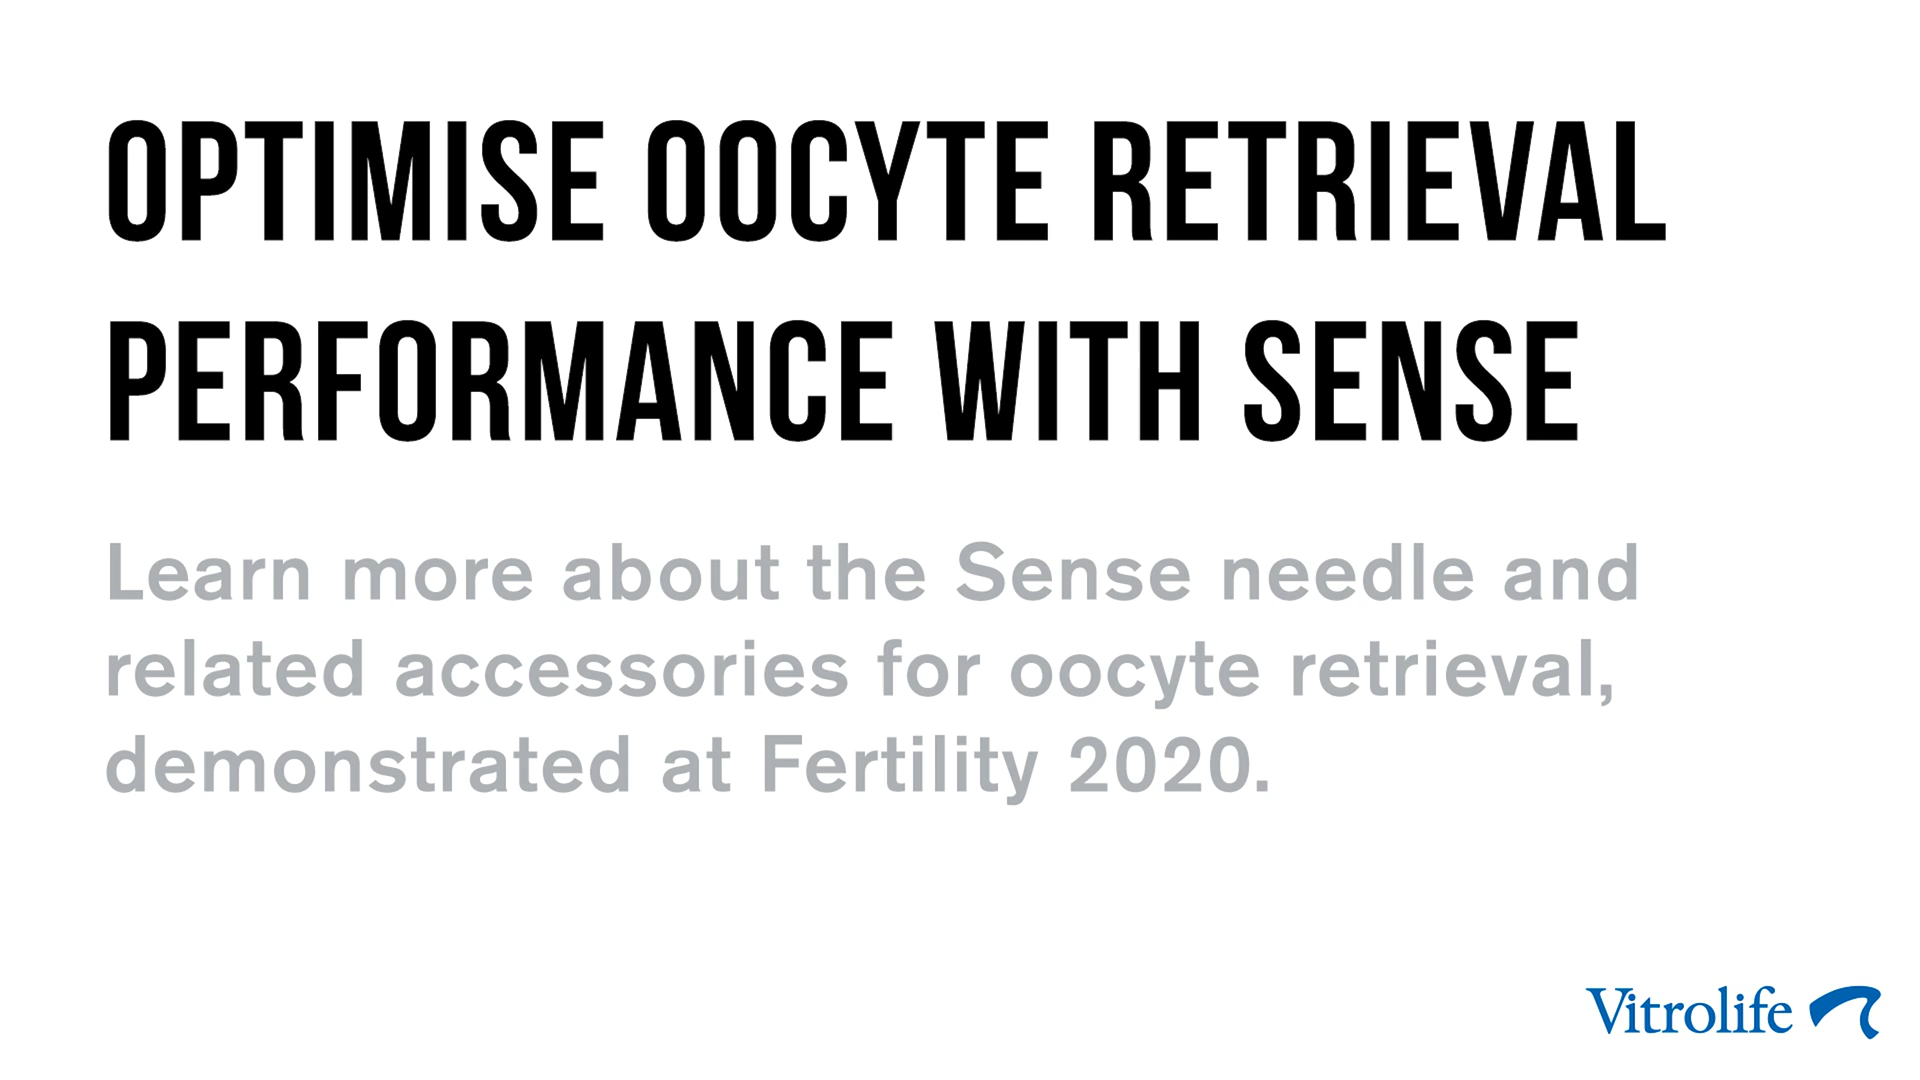 OPTIMISE OOCYTE RETRIEVAL
PERFORMANCE WITH SENSE
Learn more about the Sense needle and
related accessories for oocyte retrieval,
demonstrated at Fertility 2020.
Vitrolife